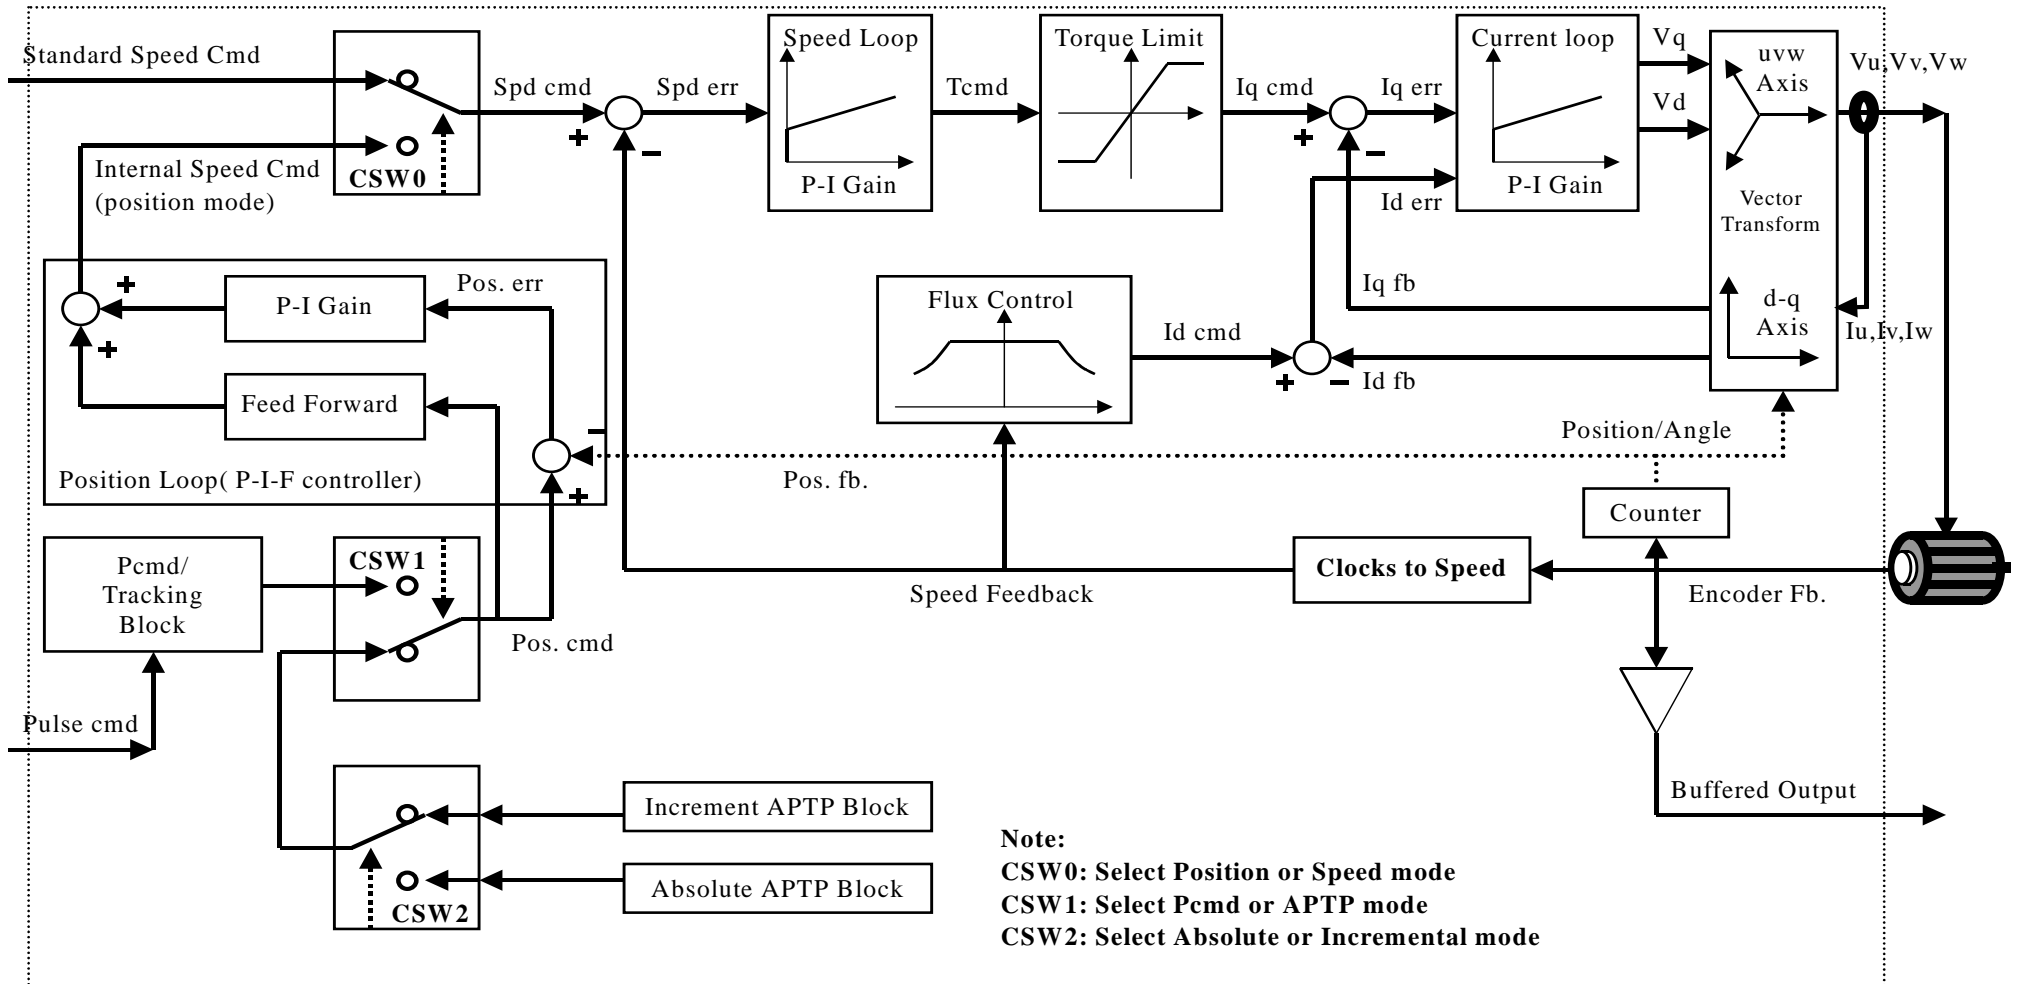 Standard Speed Cmd
Internal Speed Cmd
(position mode)
CSW0
Spd cmd
+
−
Spd err
Speed Loop
P-I Gain
Tcmd
Torque Limit
Iq cmd
+
−
Iq err
Id err
Current loop
P-I Gain
Vq
Vd
uvw
Axis
Vector
Transform
d-q
Axis
Vu,Vv,Vw
Iu,Iv,Iw
Iq fb
Id fb
Flux Control
Id cmd
+
−
+
+
P-I Gain
Pos. err
Feed Forward
−
+
Position Loop( P-I-F controller)
Pos. fb.
Position/Angle
Counter
Pcmd/
Tracking
Block
CSW1
Pos. cmd
Speed Feedback
Clocks to Speed
Encoder Fb.
Pulse cmd
CSW2
Increment APTP Block
Absolute APTP Block
Buffered Output
Note:
CSW0: Select Position or Speed mode
CSW1: Select Pcmd or APTP mode
CSW2: Select Absolute or Incremental mode